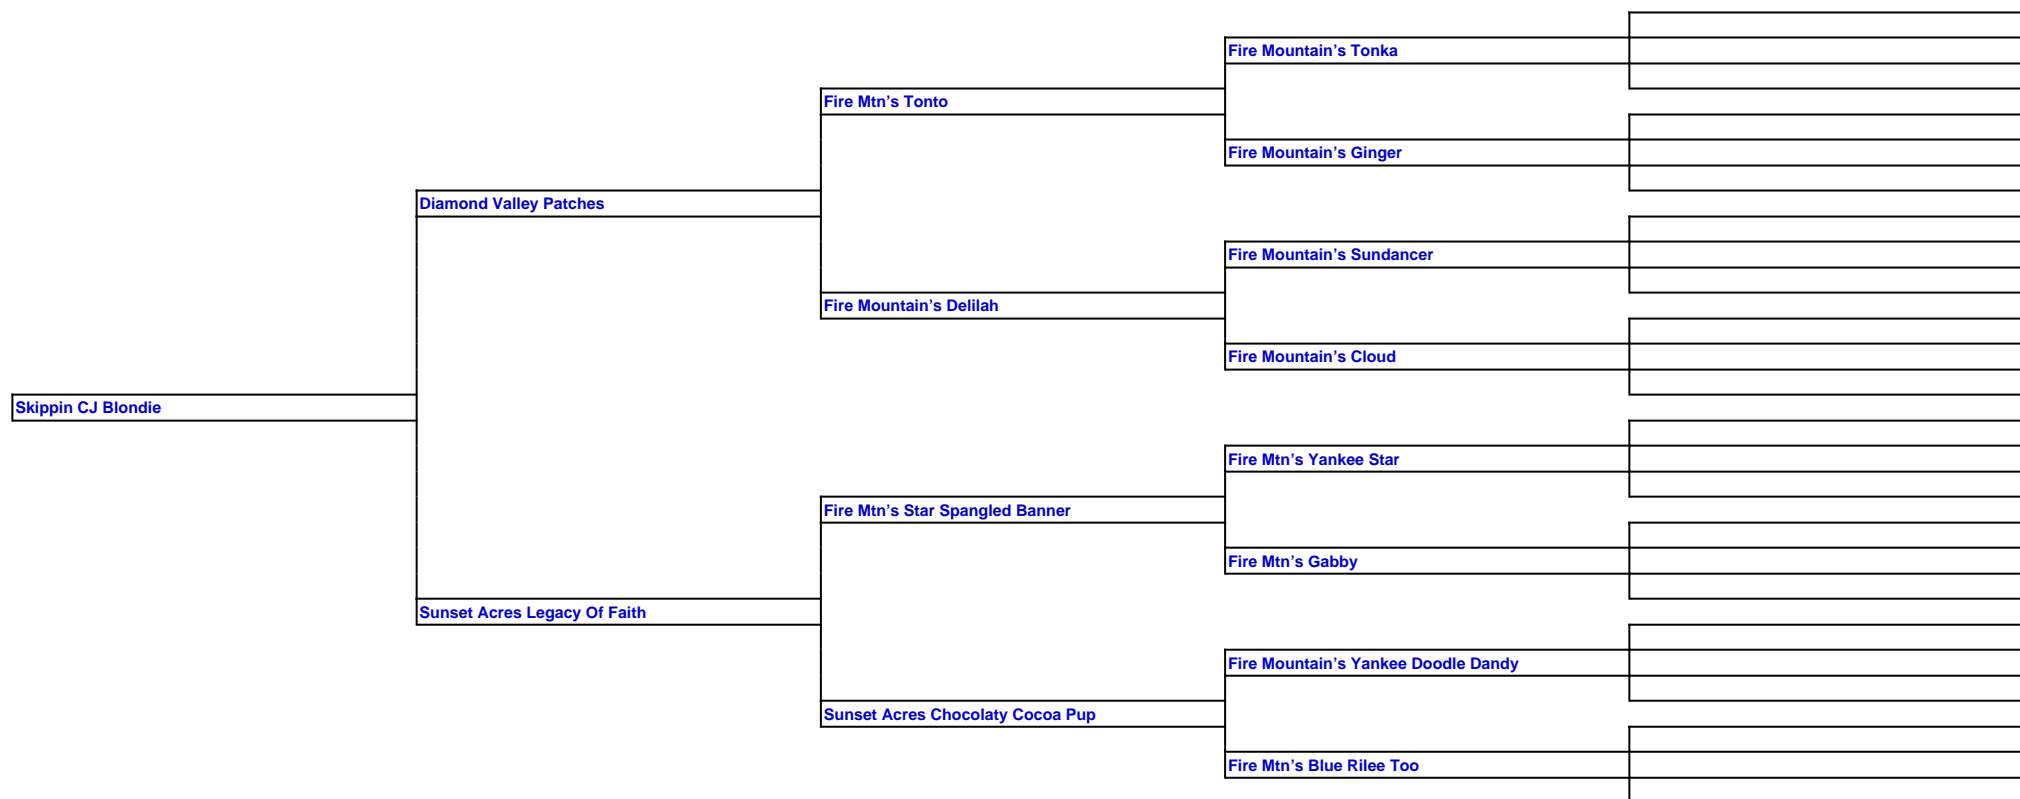 Fire Mountain’s Tonka
Fire Mtn’s Tonto
Fire Mountain’s Ginger
Diamond Valley Patches
Fire Mountain’s Sundancer
Fire Mountain’s Delilah
Fire Mountain’s Cloud
Skippin CJ Blondie
Fire Mtn’s Yankee Star
Fire Mtn’s Star Spangled Banner
Fire Mtn’s Gabby
Sunset Acres Legacy Of Faith
Fire Mountain’s Yankee Doodle Dandy
Sunset Acres Chocolaty Cocoa Pup
Fire Mtn’s Blue Rilee Too